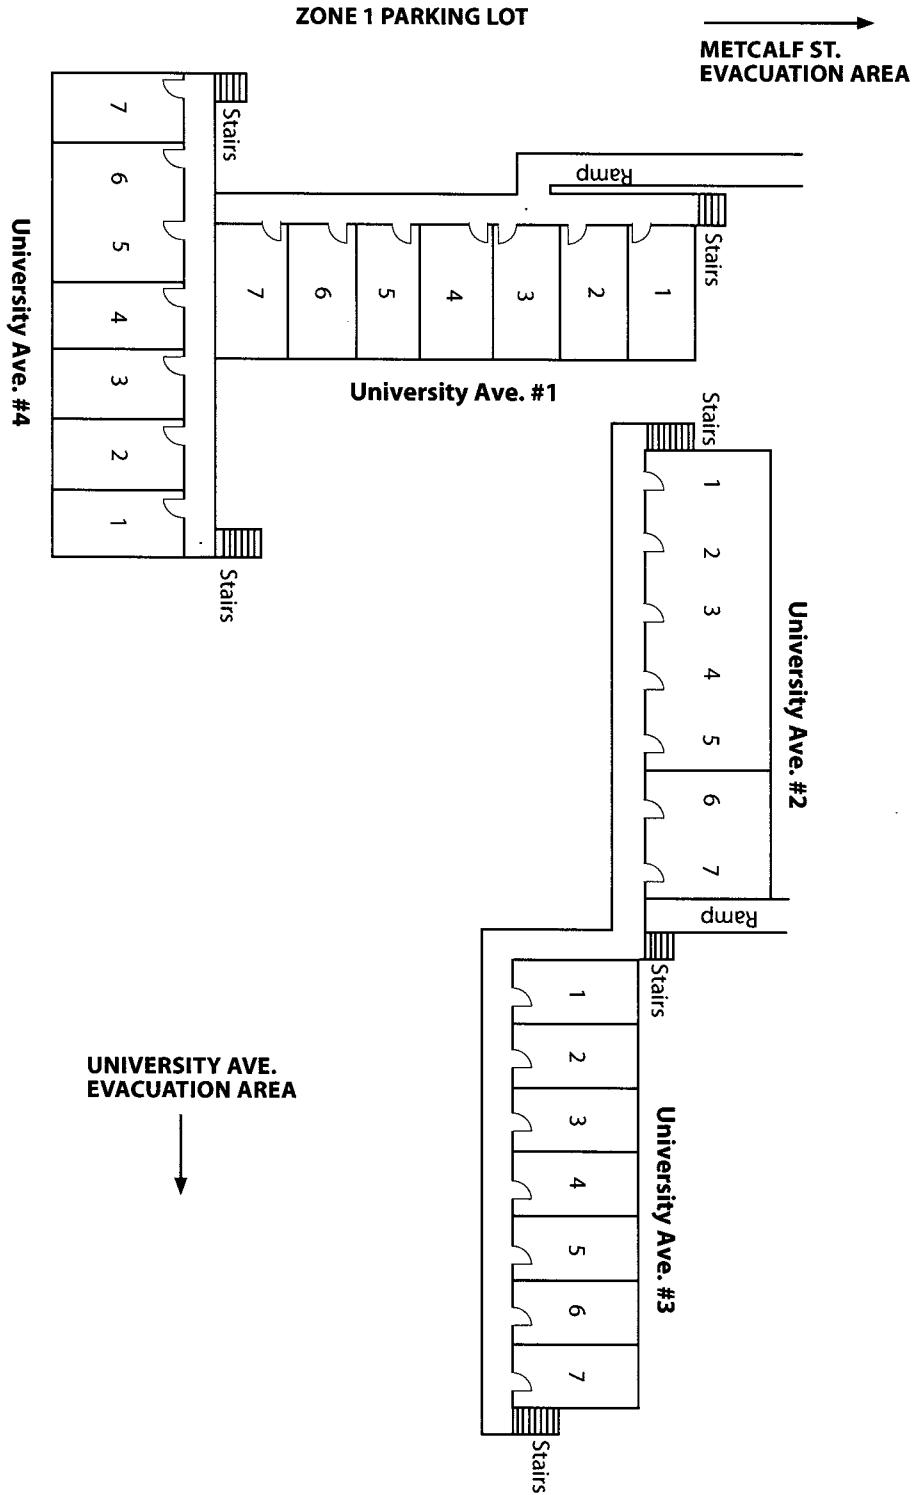 ZONE 1 PARKING LOT
METCALF ST.
EVACUATION AREA
Stairs
7
6
5
4
3
2
1
University Ave. #4
Stairs
Ramp
Stairs
7
6
5
4
3
2
1
University Ave. #1
Stairs
1
2
3
4
5
6
7
University Ave. #2
Ramp
Stairs
1
2
3
4
5
6
7
University Ave. #3
Stairs
UNIVERSITY AVE.
EVACUATION AREA